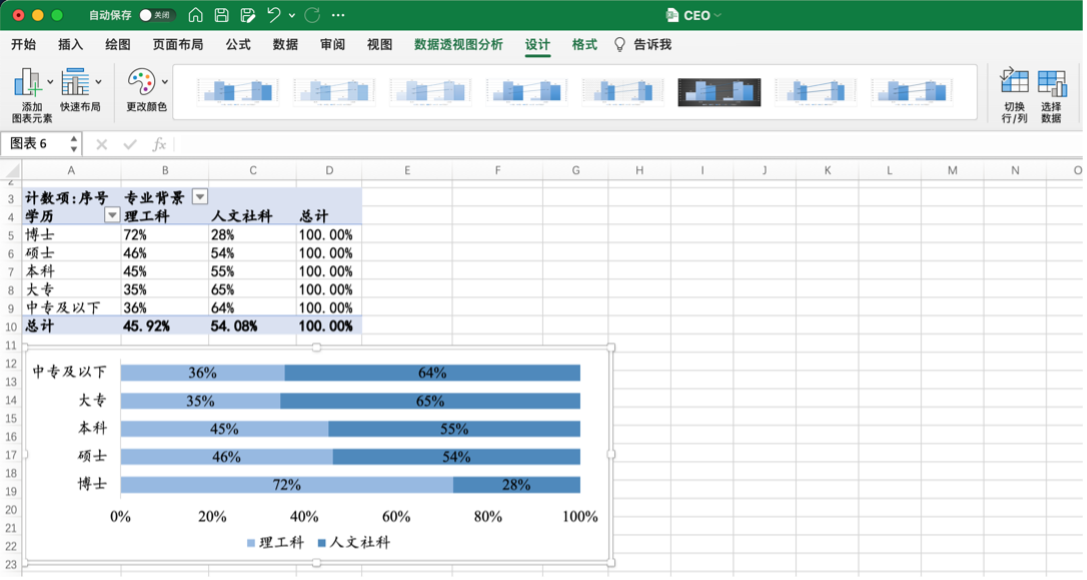 自动保存 关闭 CEO
开始 插入 绘图 页面布局 公式 数据 审阅 视图 数据透视图分析 设计 格式 告诉我
添加
图表元素
快速布局
更改颜色
切换
行/列
选择
数据
图表 6 fx
A B C D E F G H I J K L M N O
2
3 计数项:序号 专业背景
4 学历 理工科 人文社科 总计
5 博士 72% 28% 100.00%
6 硕士 46% 54% 100.00%
7 本科 45% 55% 100.00%
8 大专 35% 65% 100.00%
9 中专及以下 36% 64% 100.00%
10 总计 45.92% 54.08% 100.00%
11
12
13
14
15
16
17
18
19
20
21
22
23
中专及以下 36% 64%
大专 35% 65%
本科 45% 55%
硕士 46% 54%
博士 72% 28%
0% 20% 40% 60% 80% 100%
理工科 人文社科